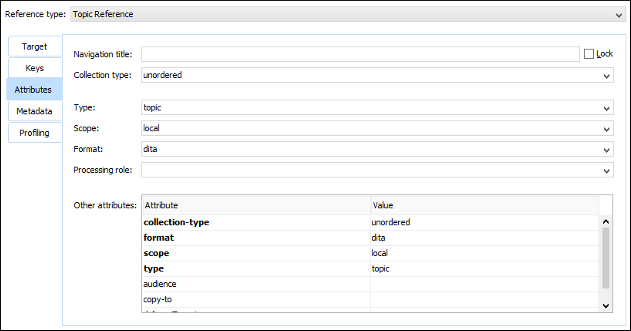 Reference type: Topic Reference
Target
Keys
Attributes
Metadata
Profiling
Navigation title: Lock
Collection type: unordered
Type: topic
Scope: local
Format: dita
Processing role:
Other attributes: Attribute Value
collection-type unordered
format dita
scope local
type topic
audience
copy-to